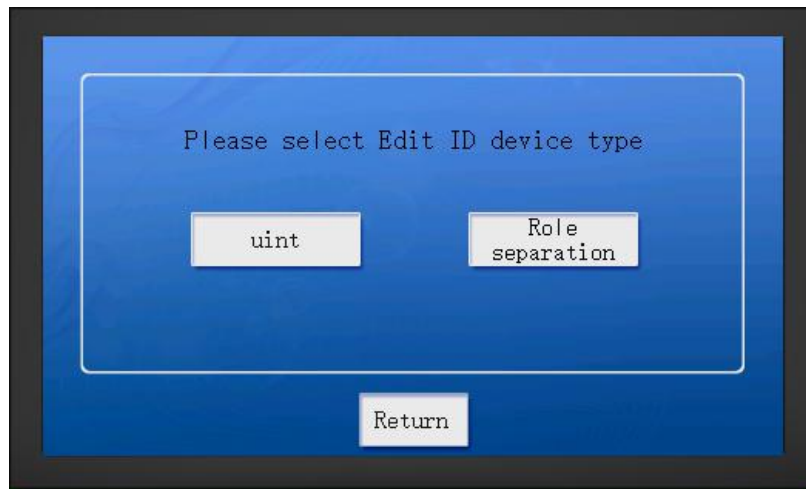 Please select Edit ID device type
uint
Role
separation
Return